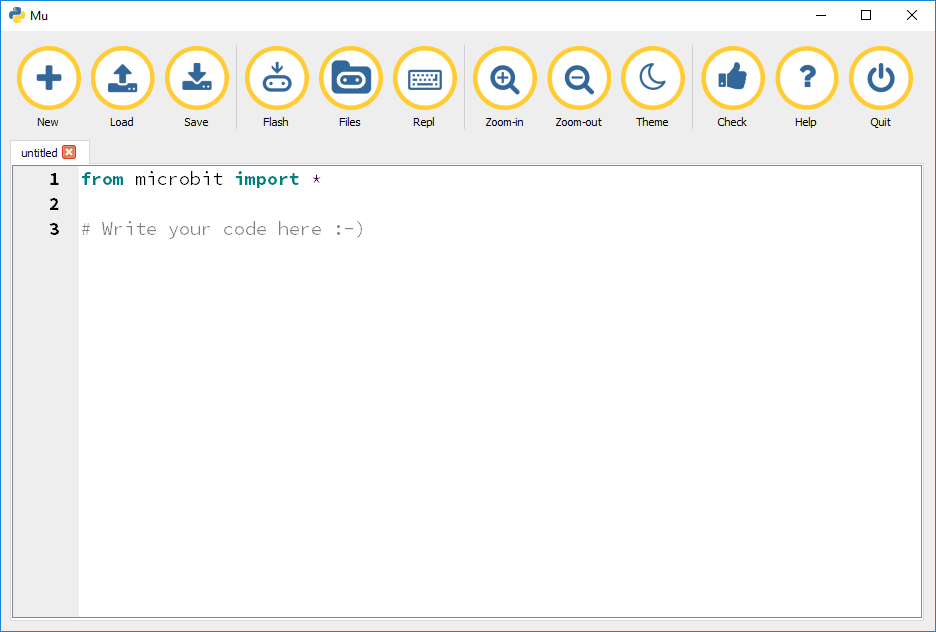 Mu
New Load Save Flash Files Repl Zoom-in Zoom-out Theme Check Help Quit
untitled
1 from microbit import *
2
3 # Write your code here :-)